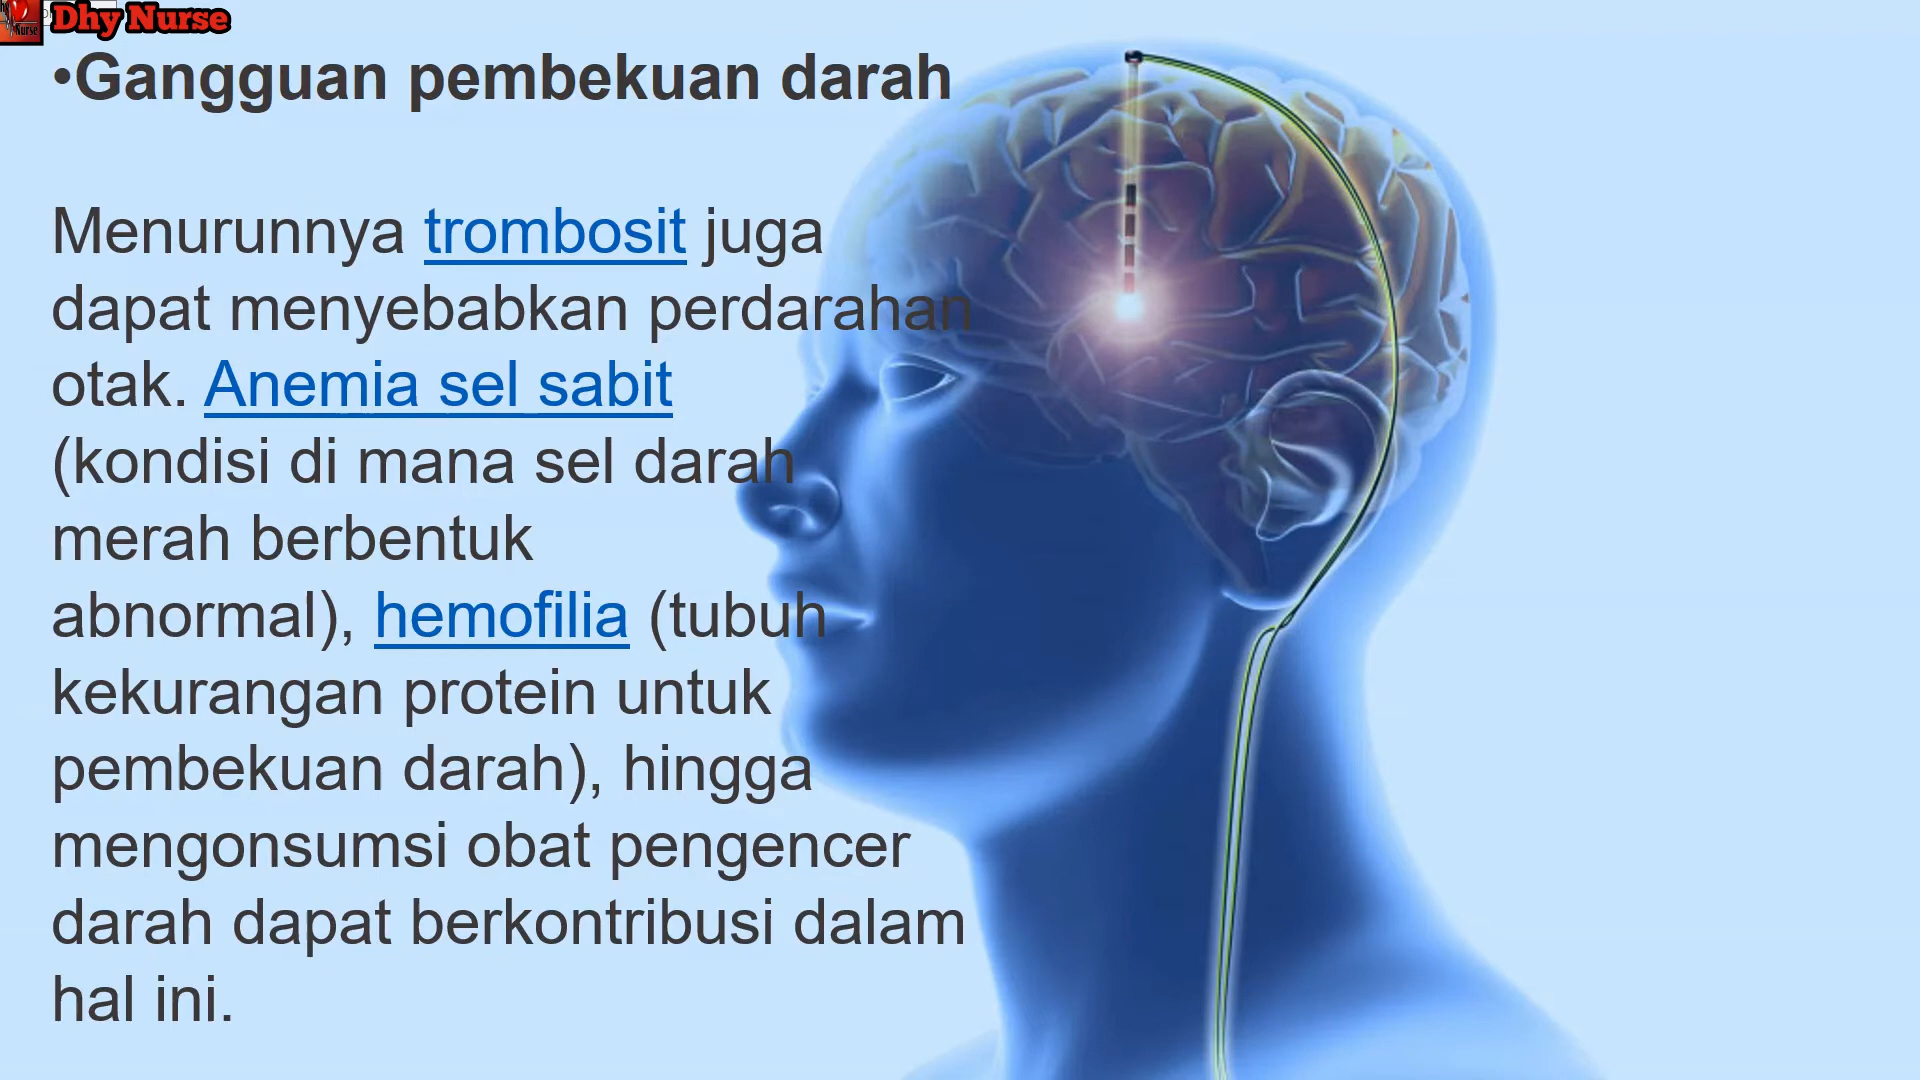 Dhy Nurse
•Gangguan pembekuan darah
Menurunnya trombosit juga
dapat menyebabkan perdarahan
otak. Anemia sel sabit
(kondisi di mana sel darah
merah berbentuk
abnormal), hemofilia (tubuh
kekurangan protein untuk
pembekuan darah), hingga
mengonsumsi obat pengencer
darah dapat berkontribusi dalam
hal ini.